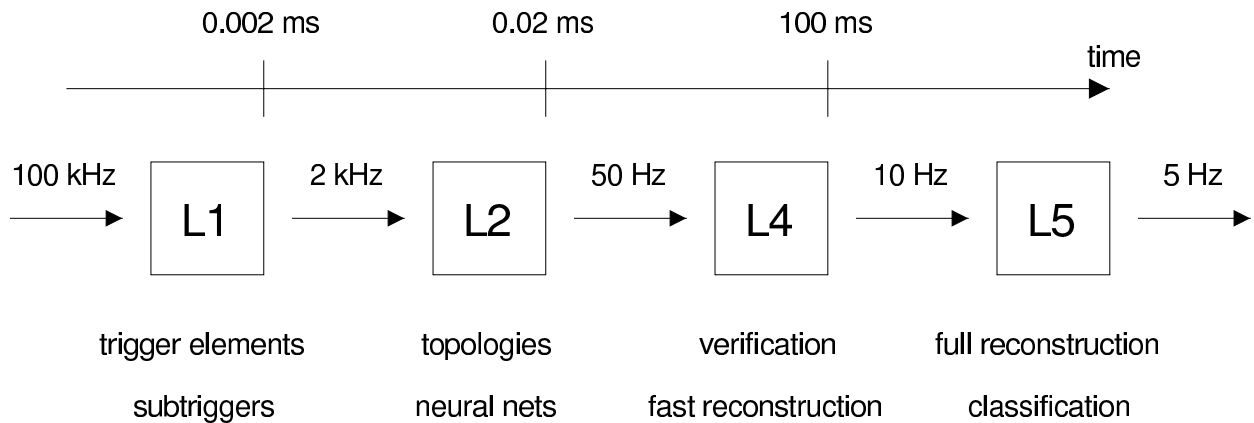 0.002 ms 0.02 ms 100 ms
time
100 kHz 2 kHz 50 Hz 10 Hz 5 Hz
L1 L2 L4 L5
trigger elements topologies verification full reconstruction
subtriggers neural nets fast reconstruction classification